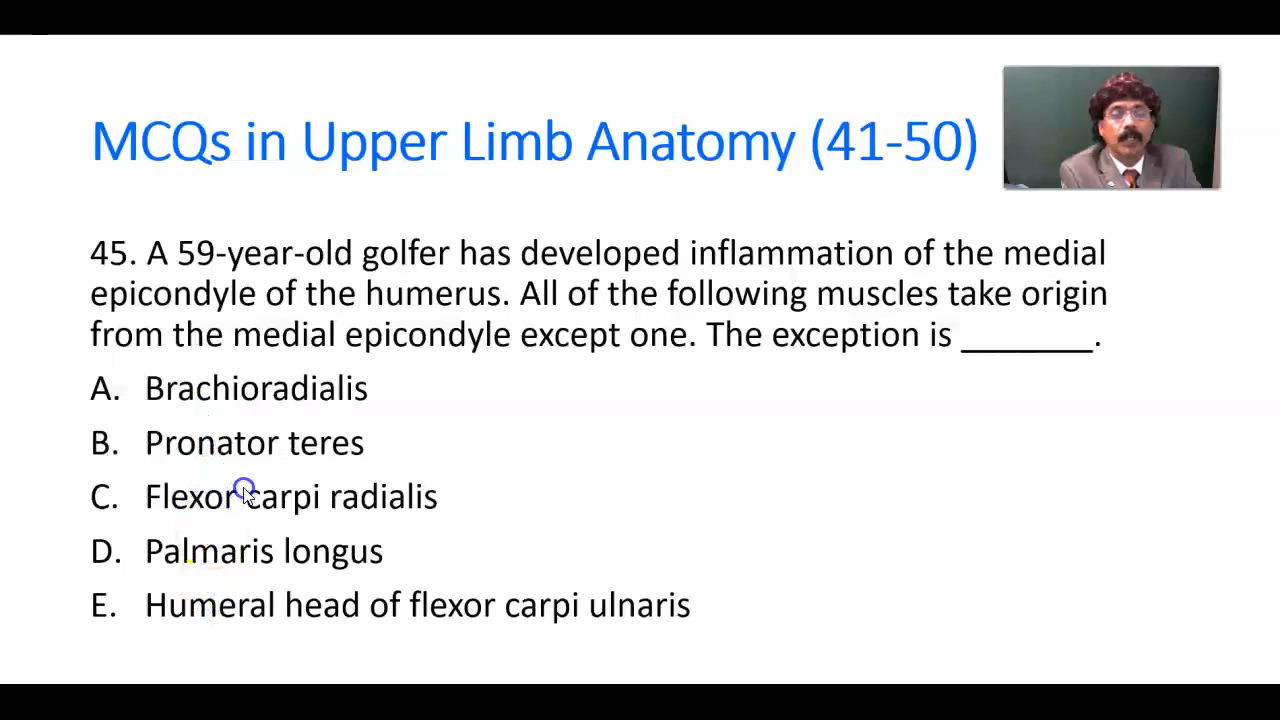 MCQs in Upper Limb Anatomy (41-50)
45. A 59-year-old golfer has developed inflammation of the medial
epicondyle of the humerus. All of the following muscles take origin
from the medial epicondyle except one. The exception is _______.
A. Brachioradialis
B. Pronator teres
C. Flexor carpi radialis
D. Palmaris longus
E. Humeral head of flexor carpi ulnaris